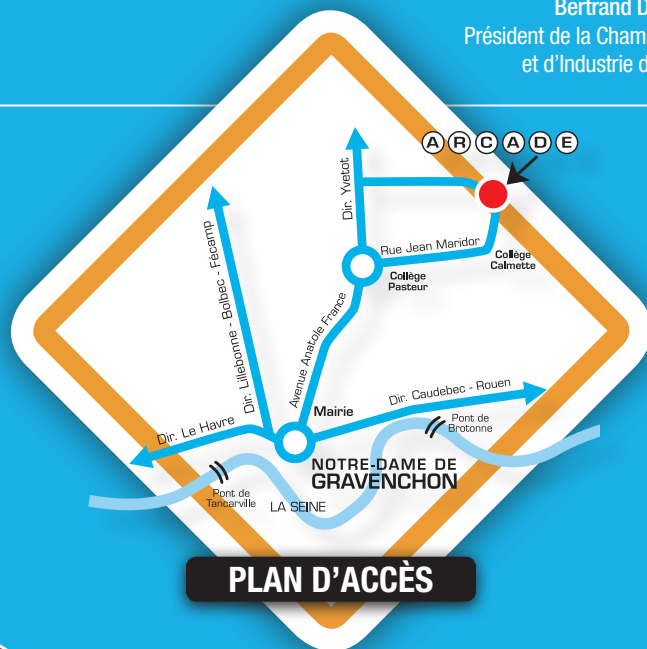 Bertrand D
Président de la Cham
et d'Industrie d
ARCADE
Dir. Yvetot
Rue Jean Maridor
Collège
Calmette
Collège
Pasteur
Dir. Lillebonne - Bolbec - Fécamp
Avenue Anatole France
Dir. Caudebec - Rouen
Mairie
Pont de
Brotonne
Dir. Le Havre
NOTRE-DAME DE
GRAVENCHON
Pont de
Tancarville
LA SEINE
PLAN D'ACCÈS